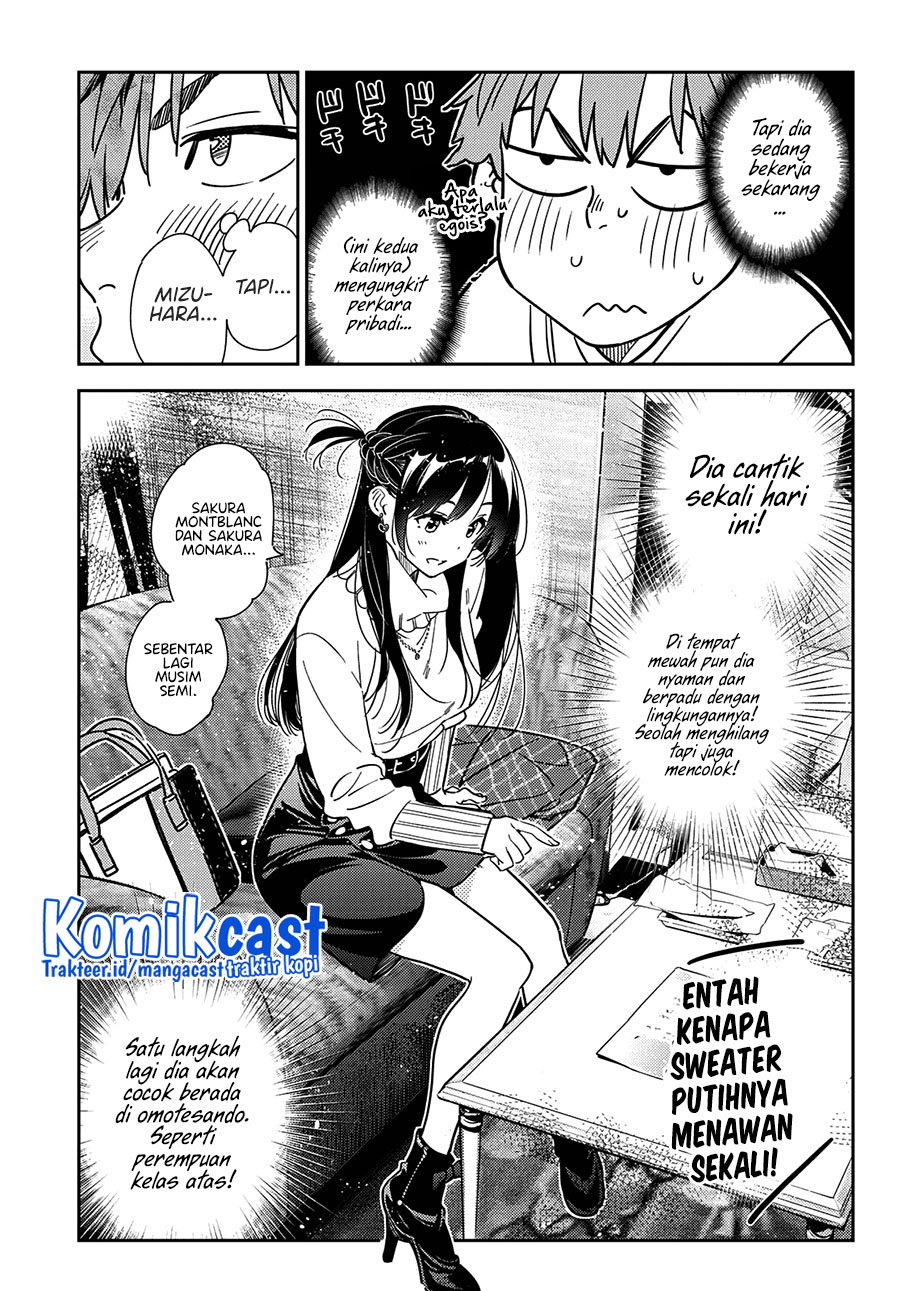 Tapi dia
sedang
bekerja
sekarang
...
ドキ
ドキ
ドキ
Apa
aku terlalu
egois?
(ini kedua
kalinya)
mengungkit
perkara
pribadi...
TAPI...
MIZU-
HARA...
Dia cantik
sekali hari
ini!
SAKURA
MONTBLANC
DAN SAKURA
MONAKA...
SEBENTAR
LAGI
MUSIM
SEMI.
Di tempat
mewah pun dia
nyaman dan
berpadu dengan
lingkungannya!
Seolah menghilang
tapi juga
mencolok!
Komikcast
Trakteer.id/mangacast traktir kopi
ENTAH
KENAPA
SWEATER
PUTIHNYA
MENAWAN
SEKALI!
Satu langkah
lagi dia akan
cocok berada
di omotesando.
Seperti
perempuan
kelas atas!